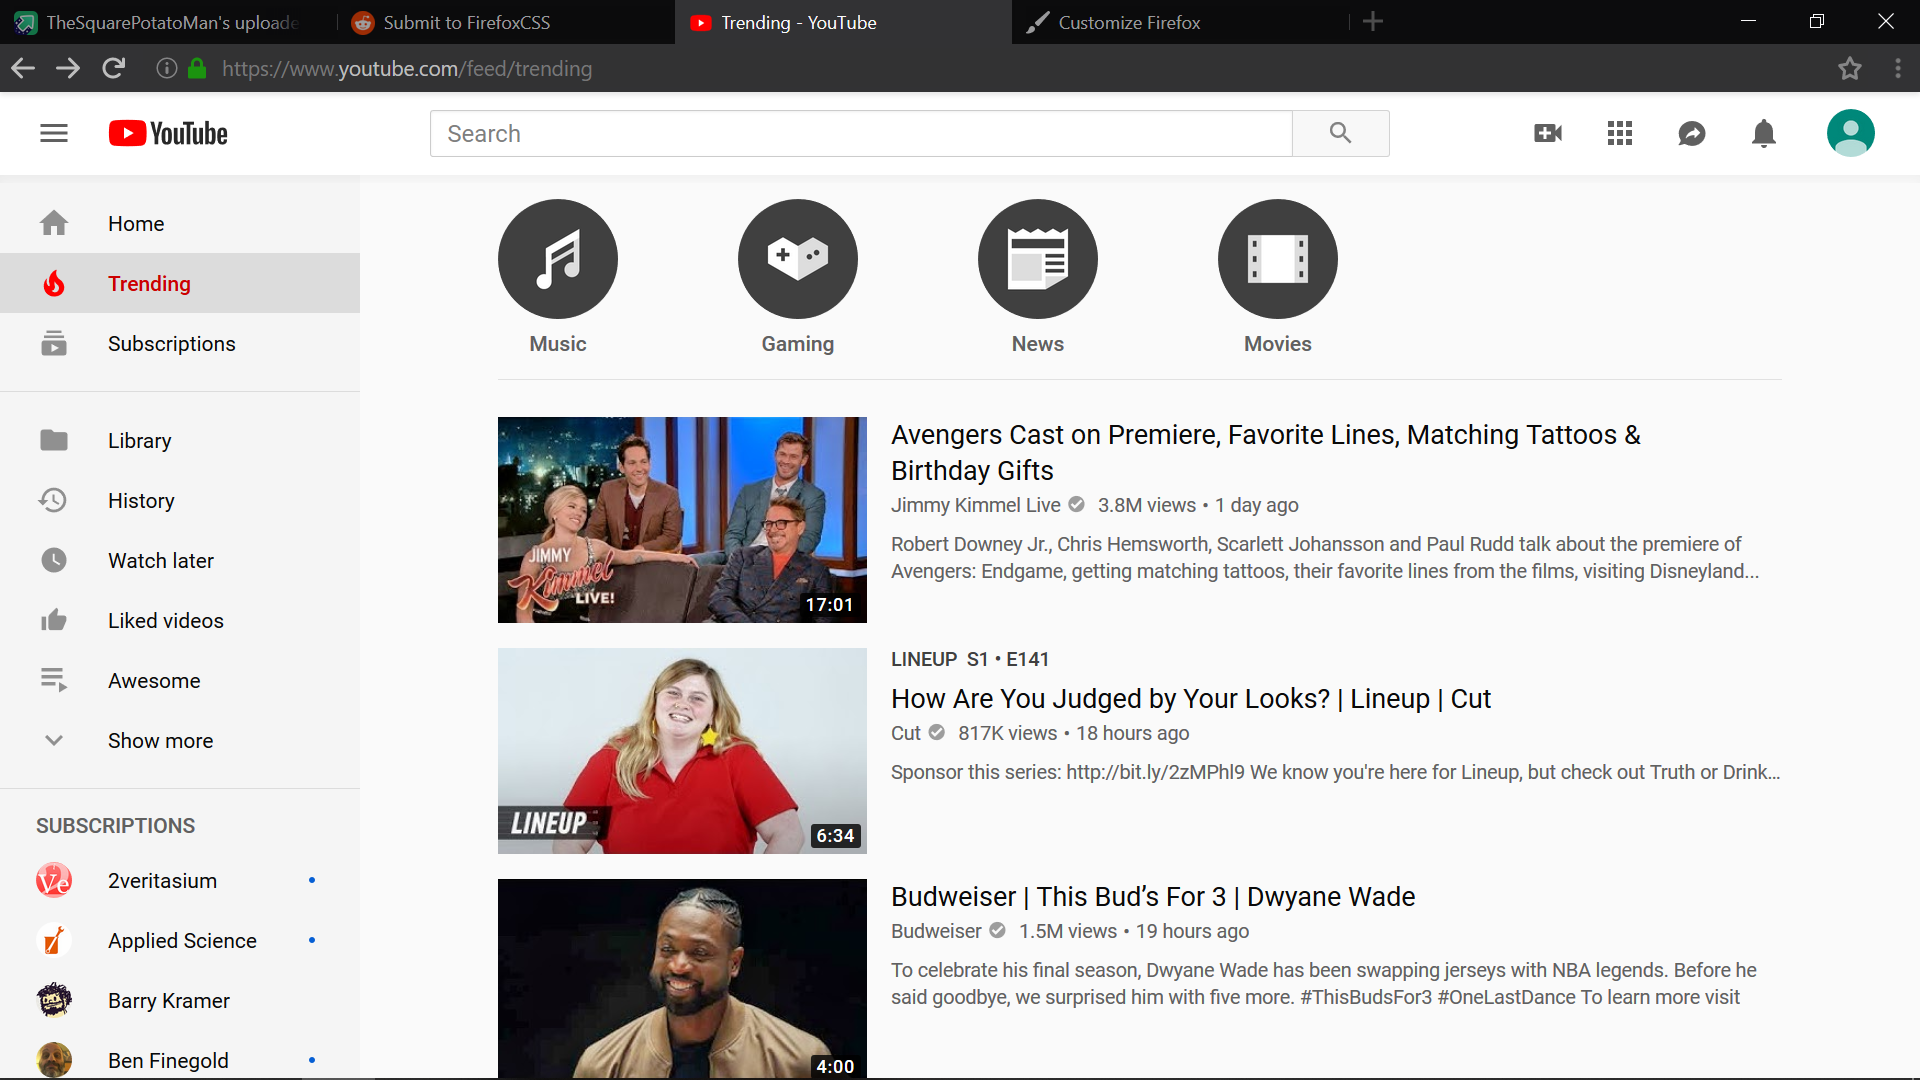 TheSquarePotatoMan's uploade
Submit to FirefoxCSS
Trending - YouTube
Customize Firefox
https://www.youtube.com/feed/trending
YouTube
Search
Home
Trending
Subscriptions
Library
History
Watch later
Liked videos
Awesome
Show more
SUBSCRIPTIONS
Ve
2veritasium
Applied Science
Barry Kramer
Ben Finegold
Music
Gaming
News
Movies
JIMMY
Kimmel
LIVE!
17:01
Avengers Cast on Premiere, Favorite Lines, Matching Tattoos &
Birthday Gifts
Jimmy Kimmel Live 3.8M views • 1 day ago
Robert Downey Jr., Chris Hemsworth, Scarlett Johansson and Paul Rudd talk about the premiere of
Avengers: Endgame, getting matching tattoos, their favorite lines from the films, visiting Disneyland...
LINEUP
6:34
LINEUP S1 • E141
How Are You Judged by Your Looks? | Lineup | Cut
Cut 817K views • 18 hours ago
Sponsor this series: http://bit.ly/2zMPhl9 We know you're here for Lineup, but check out Truth or Drink...
4:00
Budweiser | This Bud’s For 3 | Dwyane Wade
Budweiser 1.5M views • 19 hours ago
To celebrate his final season, Dwyane Wade has been swapping jerseys with NBA legends. Before he
said goodbye, we surprised him with five more. #ThisBudsFor3 #OneLastDance To learn more visit